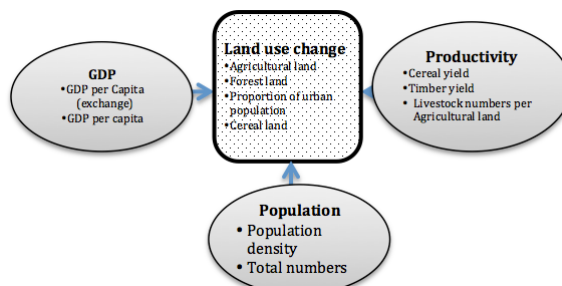 GDP
•GDP per Capita
(exchange)
•GDP per capita
Land use change
•Agricultural land
•Forest land
•Proportion of urban
population
•Cereal land
Productivity
•Cereal yield
•Timber yield
• Livestock numbers per
Agricultural land
Population
• Population
density
• Total numbers